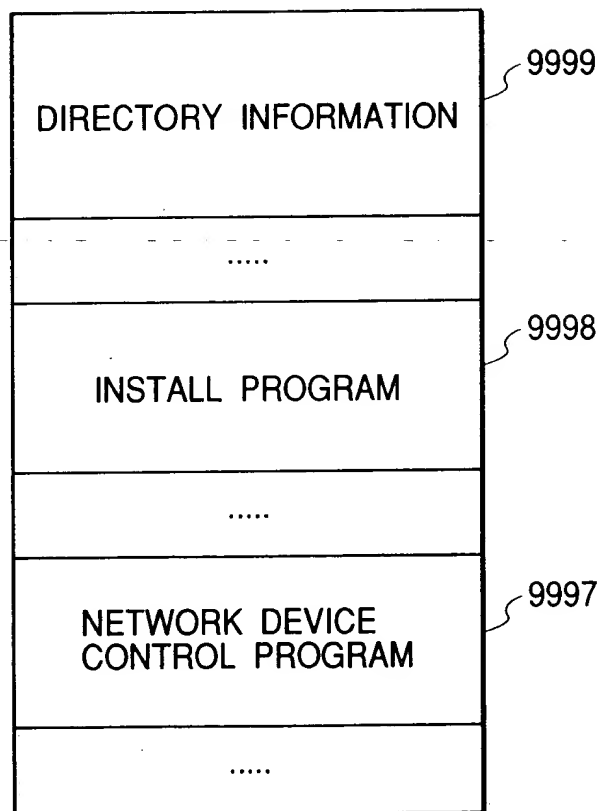 DIRECTORY INFORMATION
9999
.....
INSTALL PROGRAM
9998
.....
NETWORK DEVICE
CONTROL PROGRAM
9997
.....